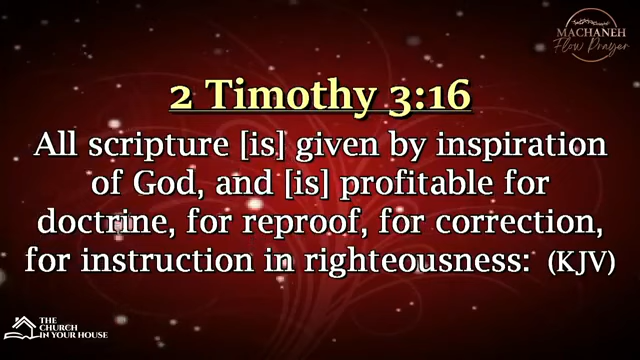 MACHANEH
Flow Prayer
2 Timothy 3:16
All scripture [is] given by inspiration
of God, and [is] profitable for
doctrine, for reproof, for correction,
for instruction in righteousness: (KJV)
THE
CHURCH
IN YOUR HOUSE